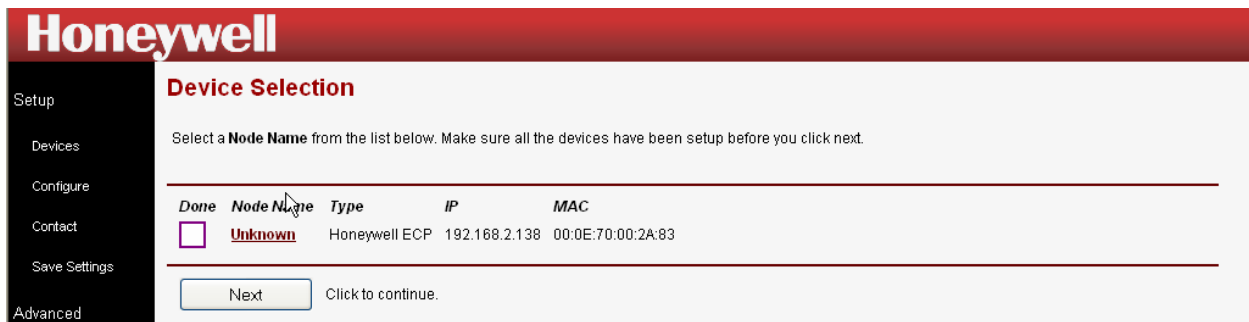 Honeywell
Setup
Devices
Configure
Contact
Save Settings
Advanced
Device Selection
Select a Node Name from the list below. Make sure all the devices have been setup before you click next.
Done Node Name Type IP MAC
Unknown Honeywell ECP 192.168.2.138 00:0E:70:00:2A:83
Next Click to continue.